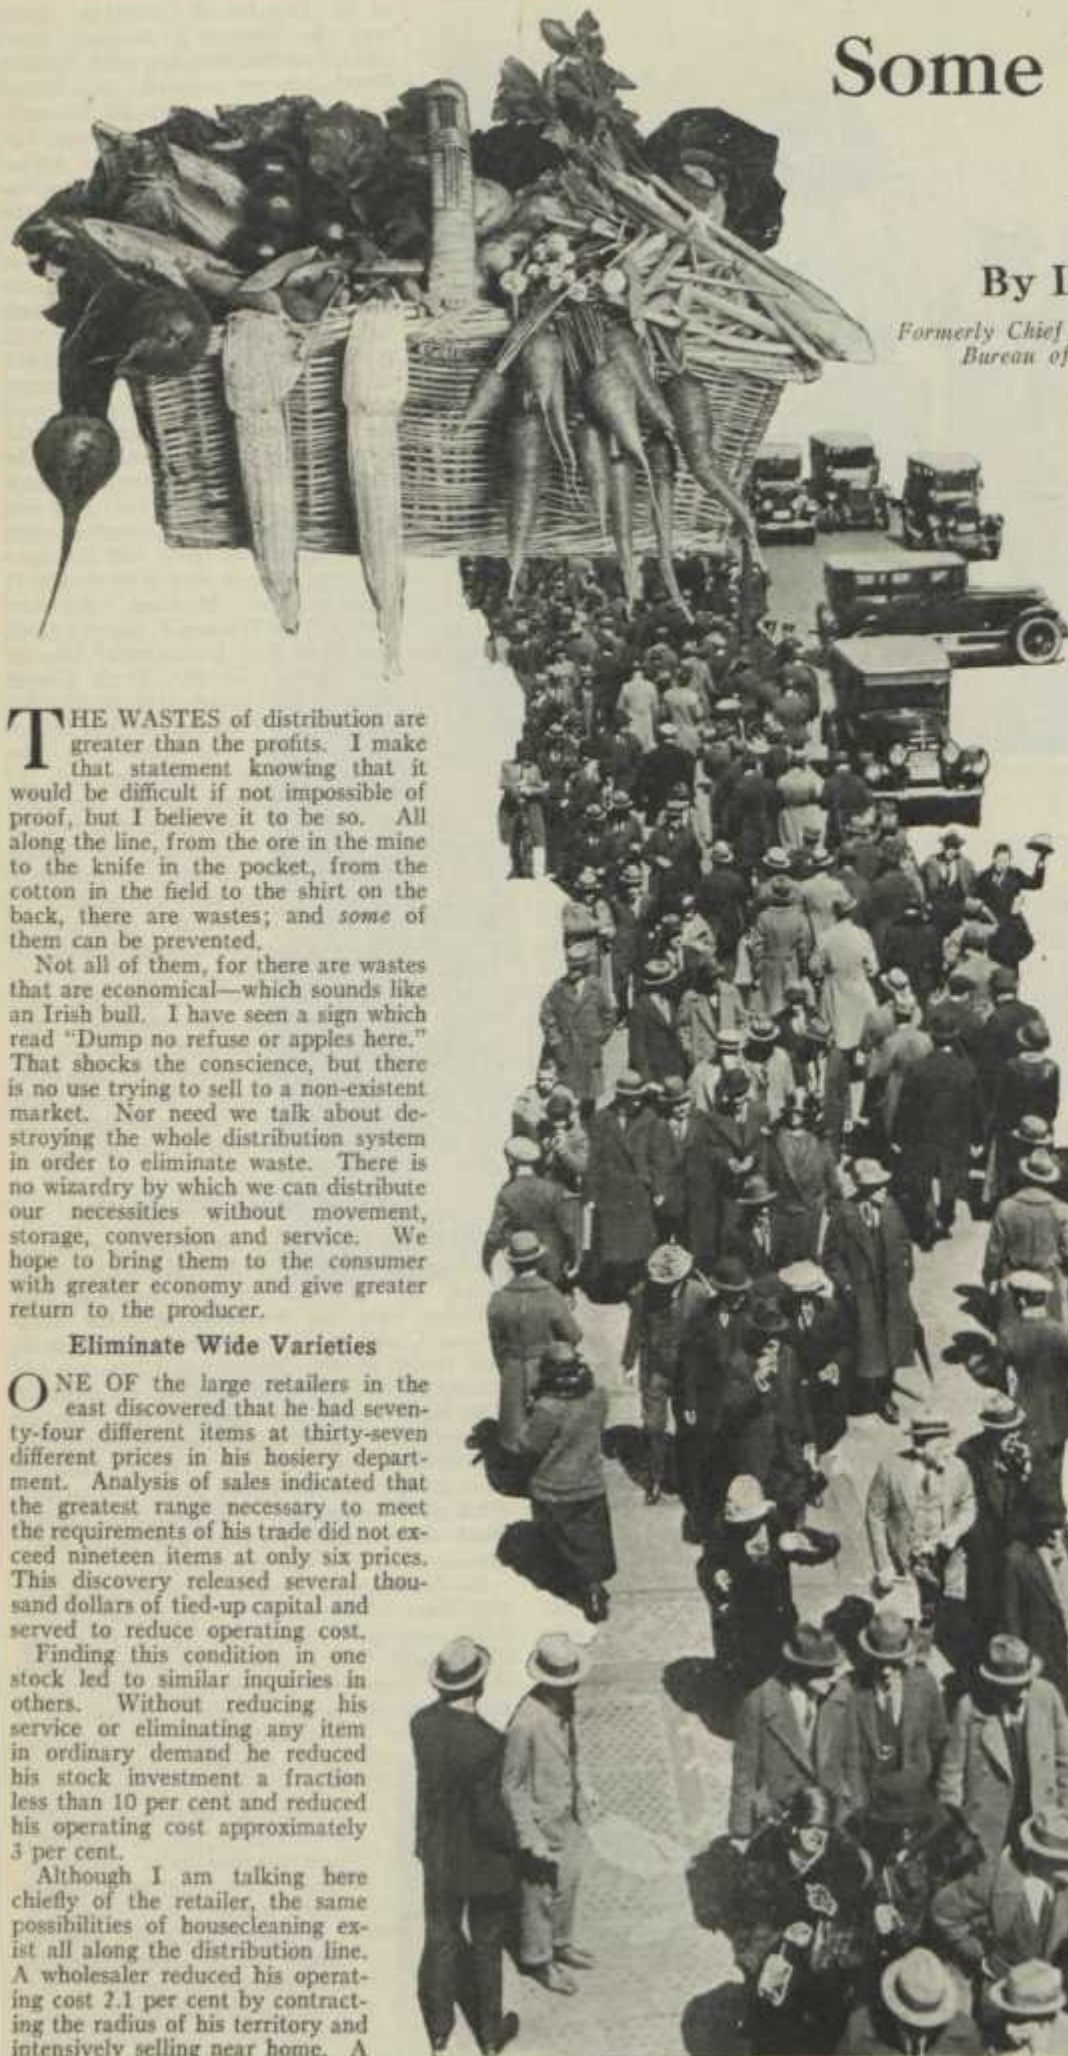 Some
By I
Formerly Chief
Bureau of
THE WASTES of distribution are
greater than the profits. I make
that statement knowing that it
would be difficult if not impossible of
proof, but I believe it to be so. All
along the line, from the ore in the mine
to the knife in the pocket, from the
cotton in the field to the shirt on the
back, there are wastes; and some of
them can be prevented.
Not all of them, for there are wastes
that are economical—which sounds like
an Irish bull. I have seen a sign which
read “Dump no refuse or apples here.”
That shocks the conscience, but there
is no use trying to sell to a non-existent
market. Nor need we talk about de-
stroying the whole distribution system
in order to eliminate waste. There is
no wizardry by which we can distribute
our necessities without movement,
storage, conversion and service. We
hope to bring them to the consumer
with greater economy and give greater
return to the producer.
Eliminate Wide Varieties
ONE OF the large retailers in the
east discovered that he had seven-
ty-four different items at thirty-seven
different prices in his hosiery depart-
ment. Analysis of sales indicated that
the greatest range necessary to meet
the requirements of his trade did not ex-
ceed nineteen items at only six prices.
This discovery released several thou-
sand dollars of tied-up capital and
served to reduce operating cost.
Finding this condition in one
stock led to similar inquiries in
others. Without reducing his
service or eliminating any item
in ordinary demand he reduced
his stock investment a fraction
less than 10 per cent and reduced
his operating cost approximately
3 per cent.
Although I am talking here
chiefly of the retailer, the same
possibilities of housecleaning ex-
ist all along the distribution line.
A wholesaler reduced his operat-
ing cost 2.1 per cent by contract-
ing the radius of his territory and
intensively selling near home. A